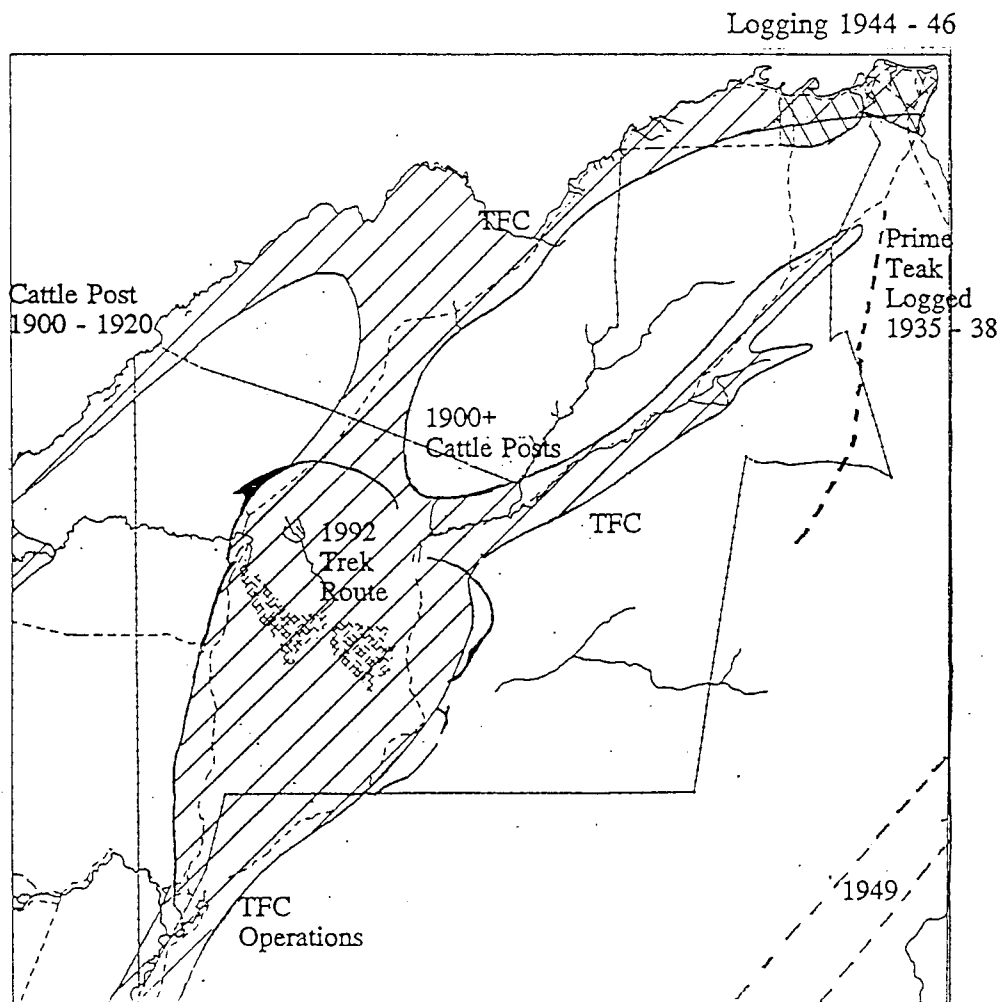 Logging 1944 - 46
TFC
Prime
Teak
Logged
1935 - 38
Cattle Post
1900 - 1920
1900+
Cattle Posts
TFC
1992
Trek
Route
1949
TFC
Operations